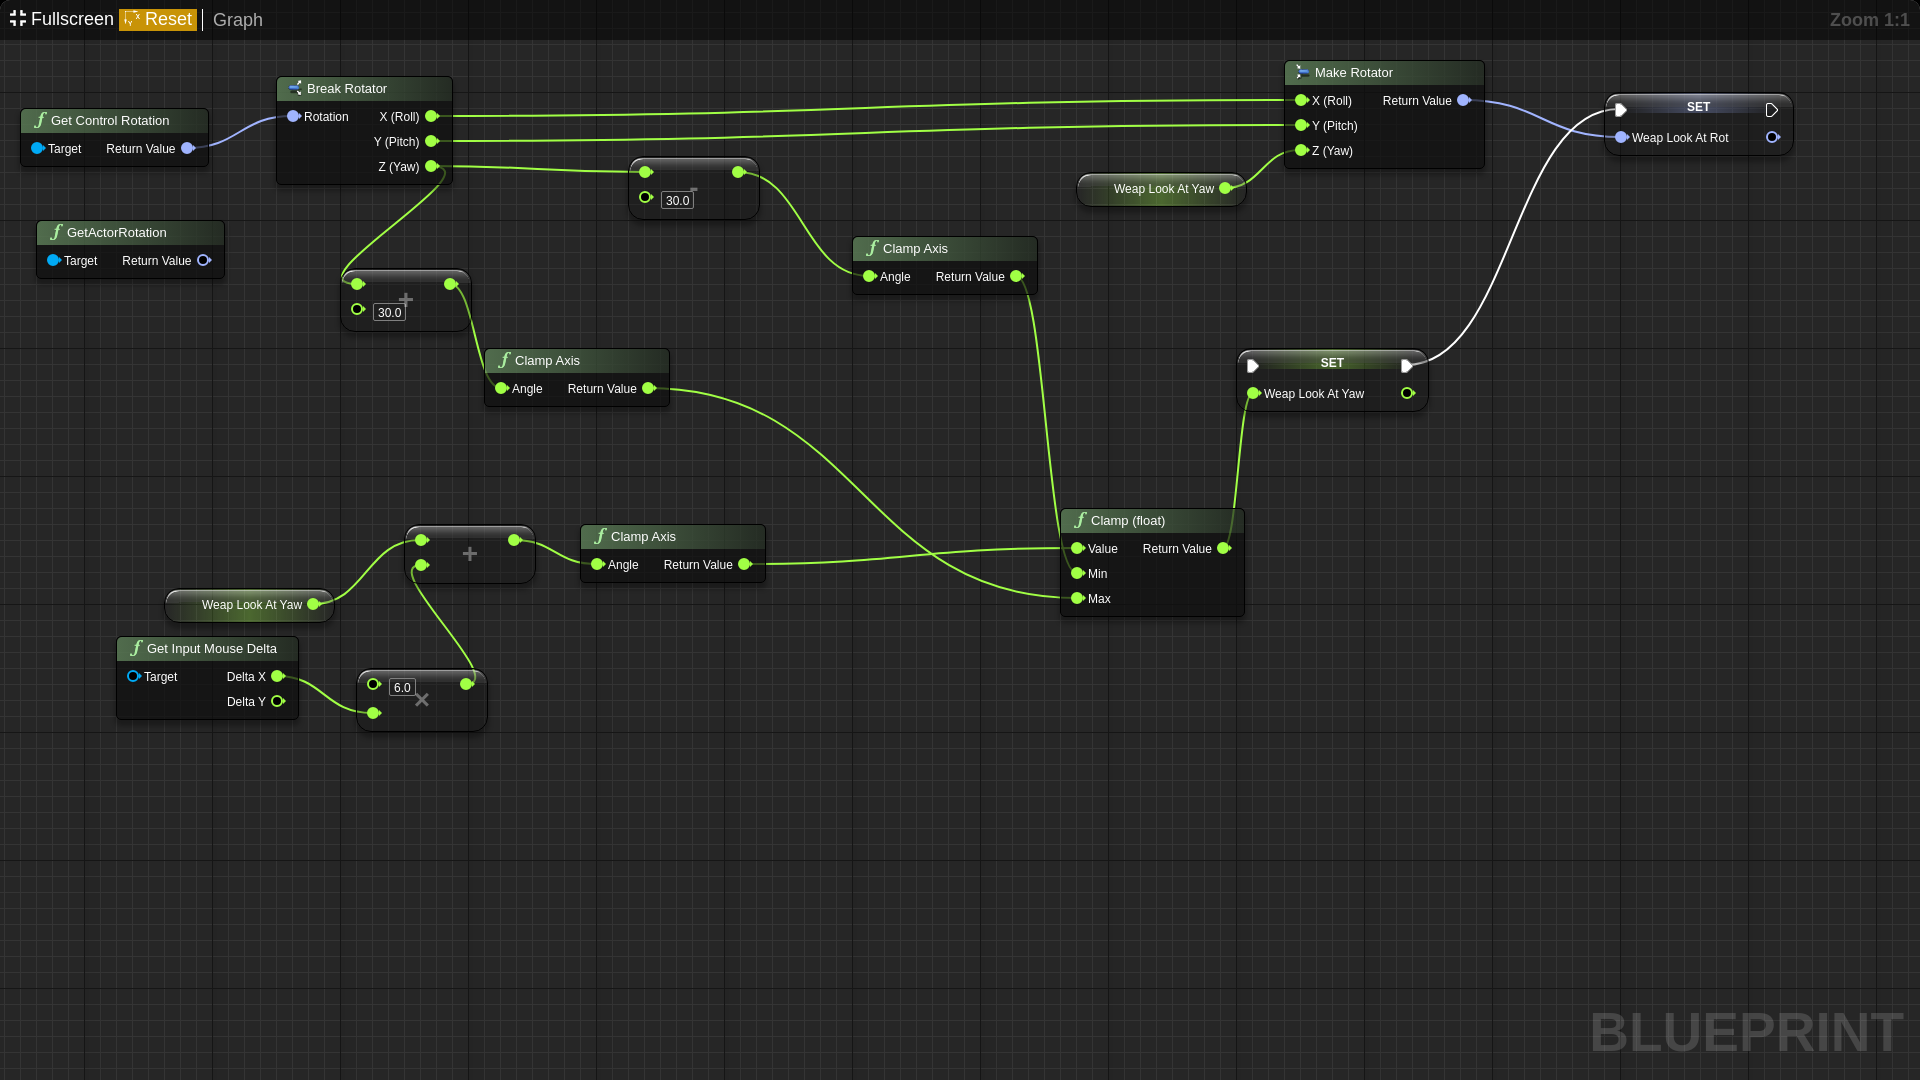 Fullscreen Reset Graph
Zoom 1:1
Break Rotator
Rotation X (Roll)
Y (Pitch)
Z (Yaw)
Get Control Rotation
Target Return Value
GetActorRotation
Target Return Value
-
30.0
+
30.0
Clamp Axis
Angle Return Value
Clamp Axis
Angle Return Value
Make Rotator
X (Roll) Return Value
Y (Pitch)
Z (Yaw)
Weap Look At Yaw
SET
Weap Look At Rot
SET
Weap Look At Yaw
+
Clamp Axis
Angle Return Value
Clamp (float)
Value Return Value
Min
Max
Weap Look At Yaw
Get Input Mouse Delta
Target Delta X
Delta Y
6.0
×
BLUEPRINT